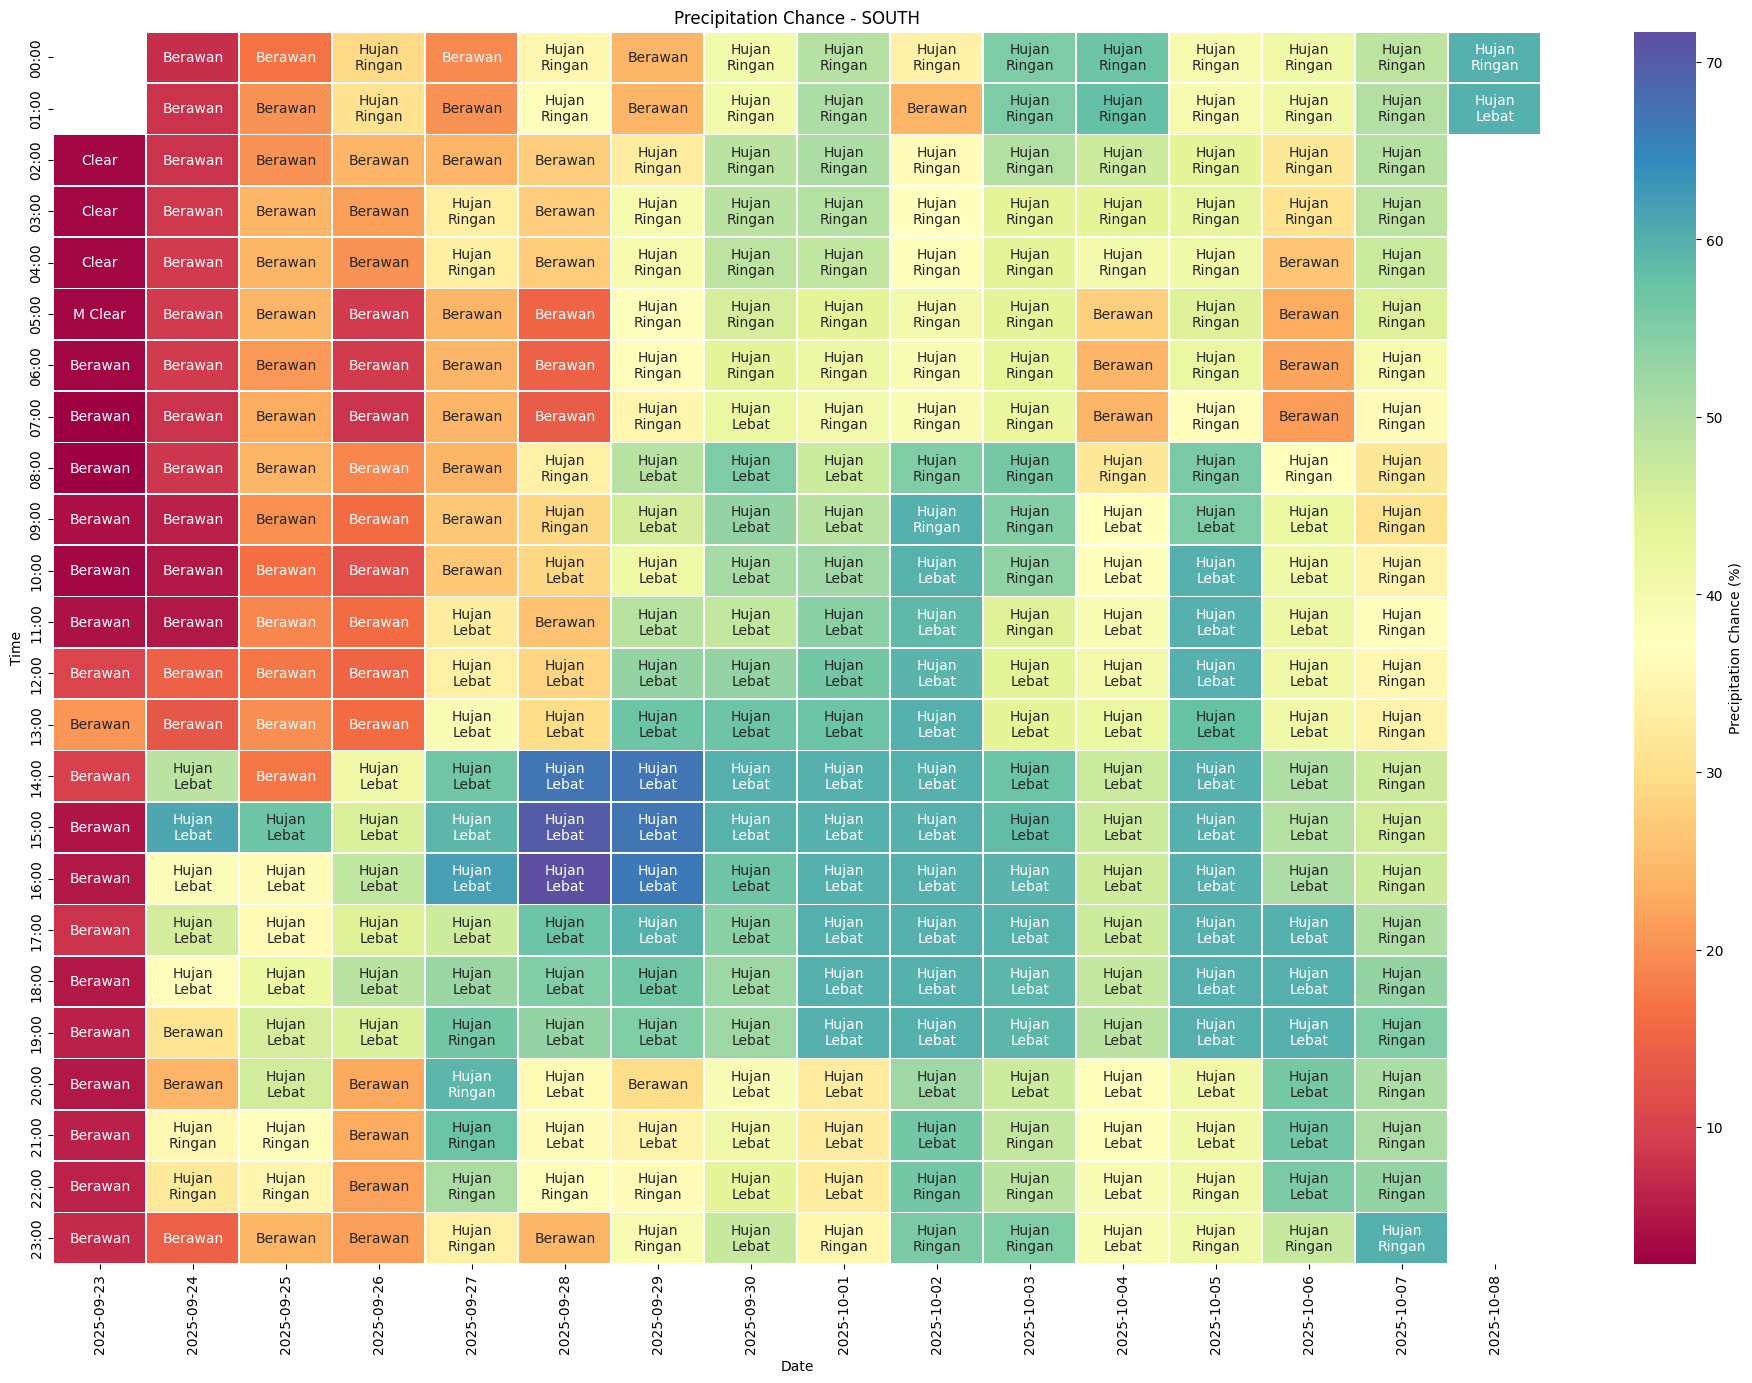 Precipitation Chance - SOUTH
00:00 Berawan Berawan Hujan Ringan Berawan Hujan Ringan Berawan Hujan Ringan Hujan Ringan Hujan Ringan Hujan Ringan Hujan Ringan Hujan Ringan Hujan Ringan Hujan Ringan Hujan Ringan
01:00 Berawan Berawan Hujan Ringan Berawan Hujan Ringan Berawan Hujan Ringan Hujan Ringan Berawan Hujan Ringan Hujan Ringan Hujan Ringan Hujan Ringan Hujan Ringan Hujan Lebat
02:00 Clear Berawan Berawan Berawan Berawan Berawan Hujan Ringan Hujan Ringan Hujan Ringan Hujan Ringan Hujan Ringan Hujan Ringan Hujan Ringan Hujan Ringan Hujan Ringan
03:00 Clear Berawan Berawan Berawan Hujan Ringan Berawan Hujan Ringan Hujan Ringan Hujan Ringan Hujan Ringan Hujan Ringan Hujan Ringan Hujan Ringan Hujan Ringan Hujan Ringan
04:00 Clear Berawan Berawan Berawan Hujan Ringan Berawan Hujan Ringan Hujan Ringan Hujan Ringan Hujan Ringan Hujan Ringan Hujan Ringan Hujan Ringan Berawan Hujan Ringan
05:00 M Clear Berawan Berawan Berawan Berawan Berawan Hujan Ringan Hujan Ringan Hujan Ringan Hujan Ringan Hujan Ringan Berawan Hujan Ringan Berawan Hujan Ringan
06:00 Berawan Berawan Berawan Berawan Berawan Berawan Hujan Ringan Hujan Ringan Hujan Ringan Hujan Ringan Hujan Ringan Berawan Hujan Ringan Berawan Hujan Ringan
07:00 Berawan Berawan Berawan Berawan Berawan Berawan Hujan Ringan Hujan Lebat Hujan Ringan Hujan Ringan Hujan Ringan Berawan Hujan Ringan Berawan Hujan Ringan
08:00 Berawan Berawan Berawan Berawan Berawan Hujan Ringan Hujan Lebat Hujan Lebat Hujan Lebat Hujan Ringan Hujan Ringan Hujan Ringan Hujan Ringan Hujan Ringan Hujan Ringan
09:00 Berawan Berawan Berawan Berawan Berawan Hujan Ringan Hujan Lebat Hujan Lebat Hujan Lebat Hujan Ringan Hujan Ringan Hujan Lebat Hujan Lebat Hujan Lebat Hujan Ringan
10:00 Berawan Berawan Berawan Berawan Berawan Hujan Lebat Hujan Lebat Hujan Lebat Hujan Lebat Hujan Lebat Hujan Ringan Hujan Lebat Hujan Lebat Hujan Lebat Hujan Ringan
11:00 Berawan Berawan Berawan Berawan Hujan Lebat Berawan Hujan Lebat Hujan Lebat Hujan Lebat Hujan Lebat Hujan Ringan Hujan Lebat Hujan Lebat Hujan Lebat Hujan Ringan
12:00 Berawan Berawan Berawan Berawan Hujan Lebat Hujan Lebat Hujan Lebat Hujan Lebat Hujan Lebat Hujan Lebat Hujan Lebat Hujan Lebat Hujan Lebat Hujan Lebat Hujan Ringan
13:00 Berawan Berawan Berawan Berawan Hujan Lebat Hujan Lebat Hujan Lebat Hujan Lebat Hujan Lebat Hujan Lebat Hujan Lebat Hujan Lebat Hujan Lebat Hujan Lebat Hujan Ringan
14:00 Berawan Hujan Lebat Berawan Hujan Lebat Hujan Lebat Hujan Lebat Hujan Lebat Hujan Lebat Hujan Lebat Hujan Lebat Hujan Lebat Hujan Lebat Hujan Lebat Hujan Lebat Hujan Ringan
15:00 Berawan Hujan Lebat Hujan Lebat Hujan Lebat Hujan Lebat Hujan Lebat Hujan Lebat Hujan Lebat Hujan Lebat Hujan Lebat Hujan Lebat Hujan Lebat Hujan Lebat Hujan Lebat Hujan Ringan
16:00 Berawan Hujan Lebat Hujan Lebat Hujan Lebat Hujan Lebat Hujan Lebat Hujan Lebat Hujan Lebat Hujan Lebat Hujan Lebat Hujan Lebat Hujan Lebat Hujan Lebat Hujan Lebat Hujan Ringan
17:00 Berawan Hujan Lebat Hujan Lebat Hujan Lebat Hujan Lebat Hujan Lebat Hujan Lebat Hujan Lebat Hujan Lebat Hujan Lebat Hujan Lebat Hujan Lebat Hujan Lebat Hujan Lebat Hujan Ringan
18:00 Berawan Hujan Lebat Hujan Lebat Hujan Lebat Hujan Lebat Hujan Lebat Hujan Lebat Hujan Lebat Hujan Lebat Hujan Lebat Hujan Lebat Hujan Lebat Hujan Lebat Hujan Lebat Hujan Ringan
19:00 Berawan Berawan Hujan Lebat Hujan Lebat Hujan Ringan Hujan Lebat Hujan Lebat Hujan Lebat Hujan Lebat Hujan Lebat Hujan Lebat Hujan Lebat Hujan Lebat Hujan Lebat Hujan Ringan
20:00 Berawan Berawan Hujan Lebat Berawan Hujan Ringan Hujan Lebat Berawan Hujan Lebat Hujan Lebat Hujan Lebat Hujan Lebat Hujan Lebat Hujan Lebat Hujan Lebat Hujan Ringan
21:00 Berawan Hujan Ringan Hujan Ringan Berawan Hujan Ringan Hujan Lebat Hujan Lebat Hujan Lebat Hujan Lebat Hujan Lebat Hujan Ringan Hujan Lebat Hujan Lebat Hujan Lebat Hujan Ringan
22:00 Berawan Hujan Ringan Hujan Ringan Berawan Hujan Ringan Hujan Ringan Hujan Ringan Hujan Lebat Hujan Lebat Hujan Ringan Hujan Ringan Hujan Lebat Hujan Ringan Hujan Lebat Hujan Ringan
23:00 Berawan Berawan Berawan Berawan Hujan Ringan Berawan Hujan Ringan Hujan Lebat Hujan Ringan Hujan Ringan Hujan Ringan Hujan Lebat Hujan Ringan Hujan Ringan Hujan Ringan
Time
2025-09-23 2025-09-24 2025-09-25 2025-09-26 2025-09-27 2025-09-28 2025-09-29 2025-09-30 2025-10-01 2025-10-02 2025-10-03 2025-10-04 2025-10-05 2025-10-06 2025-10-07 2025-10-08
Date
70
60
50
40
30
20
10
Precipitation Chance (%)